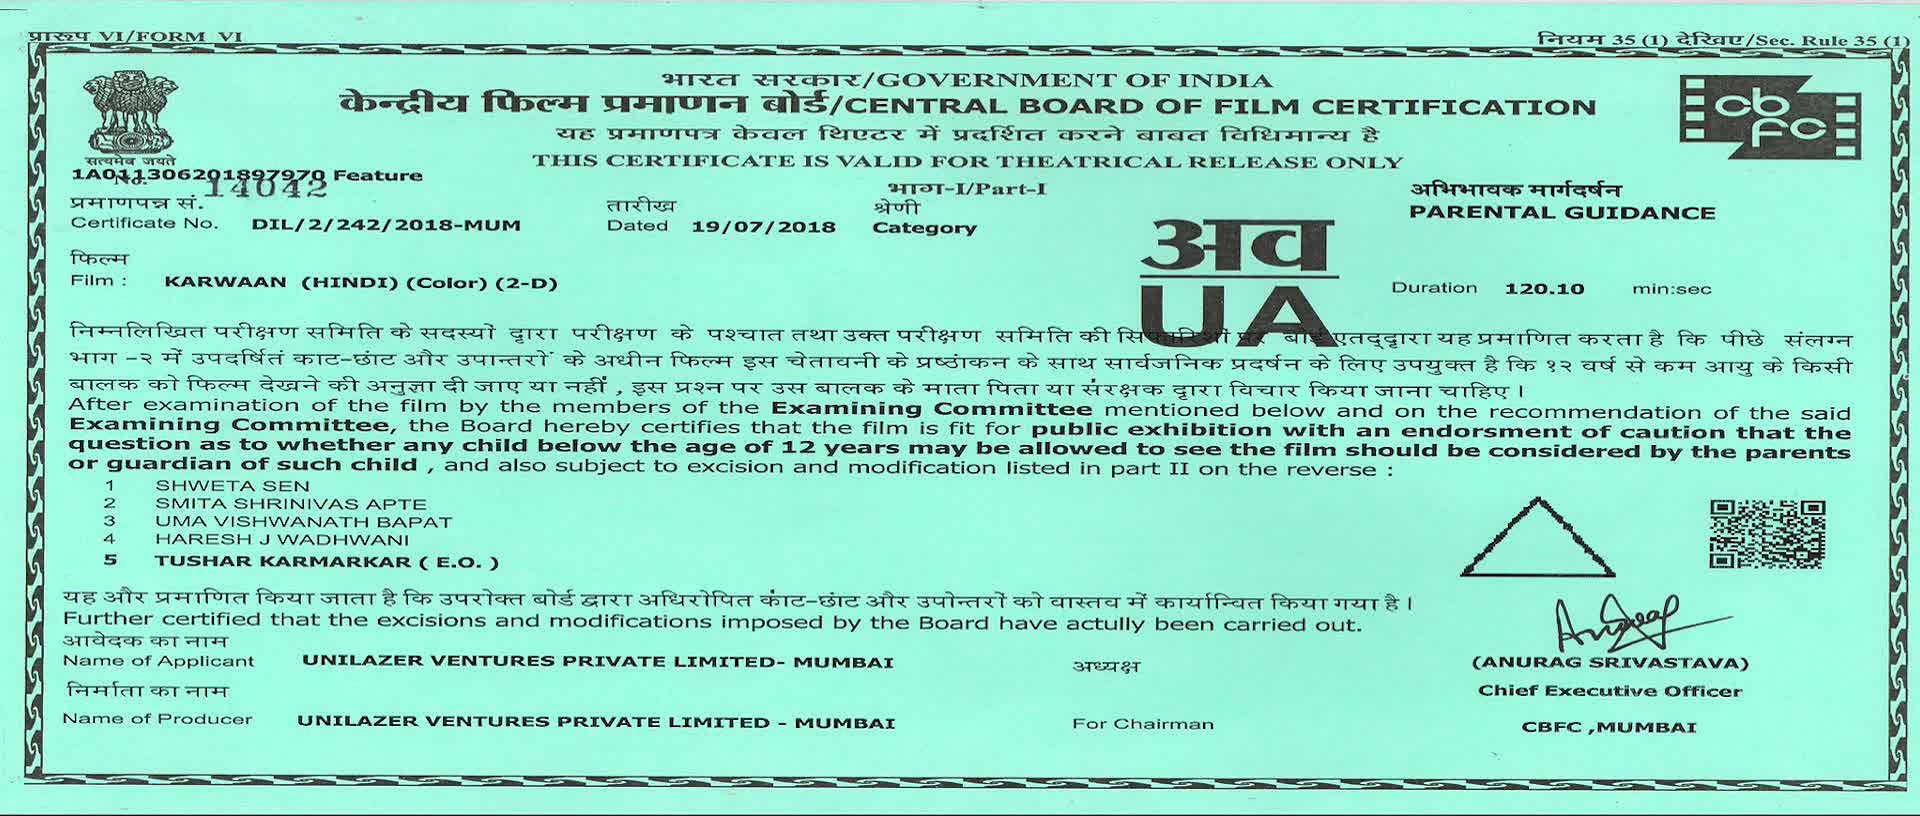 प्रारूप VI/FORM VI
नियम 35 (1) देखिए/Sec. Rule 35 (1)
भारत सरकार/GOVERNMENT OF INDIA
केन्द्रीय फिल्म प्रमाणन बोर्ड/CENTRAL BOARD OF FILM CERTIFICATION
cbfc
यह प्रमाणपत्र केवल थिएटर में प्रदर्शित करने बाबत विधिमान्य है
सत्यमेव जयते
THIS CERTIFICATE IS VALID FOR THEATRICAL RELEASE ONLY
1A011306201897970 Feature
No. 14042
भाग-I/Part-I
अभिभावक मार्गदर्षन
PARENTAL GUIDANCE
प्रमाणपत्र सं. तारीख श्रेणी
Certificate No. DIL/2/242/2018-MUM Dated 19/07/2018 Category
अव
UA
फिल्म
Film : KARWAAN (HINDI) (Color) (2-D) Duration 120.10 min:sec
निम्नलिखित परीक्षण समिति के सदस्यों द्वारा परीक्षण के पश्चात तथा उक्त परीक्षण समिति की सिफारिशों पर बोर्ड एतद्द्वारा यह प्रमाणित करता है कि पीछे संलग्न
भाग -२ में उपदर्षित काट-छांट और उपान्तरों के अधीन फिल्म इस चेतावनी के प्रष्ठांकन के साथ सार्वजनिक प्रदर्षन के लिए उपयुक्त है कि १२ वर्ष से कम आयु के किसी
बालक को फिल्म देखने की अनुज्ञा दी जाए या नहीं , इस प्रश्न पर उस बालक के माता पिता या संरक्षक द्वारा विचार किया जाना चाहिए ।
After examination of the film by the members of the Examining Committee mentioned below and on the recommendation of the said
Examining Committee, the Board hereby certifies that the film is fit for public exhibition with an endorsment of caution that the
question as to whether any child below the age of 12 years may be allowed to see the film should be considered by the parents
or guardian of such child , and also subject to excision and modification listed in part II on the reverse :
1 SHWETA SEN
2 SMITA SHRINIVAS APTE
3 UMA VISHWANATH BAPAT
4 HARESH J WADHWANI
5 TUSHAR KARMARKAR ( E.O. )
यह और प्रमाणित किया जाता है कि उपरोक्त बोर्ड द्वारा अधिरोपित कांट-छांट और उपोन्तरों को वास्तव में कार्यान्वित किया गया है ।
Further certified that the excisions and modifications imposed by the Board have actully been carried out.
आवेदक का नाम
Name of Applicant UNILAZER VENTURES PRIVATE LIMITED- MUMBAI अध्यक्ष (ANURAG SRIVASTAVA)
निर्माता का नाम Chief Executive Officer
Name of Producer UNILAZER VENTURES PRIVATE LIMITED - MUMBAI For Chairman CBFC ,MUMBAI